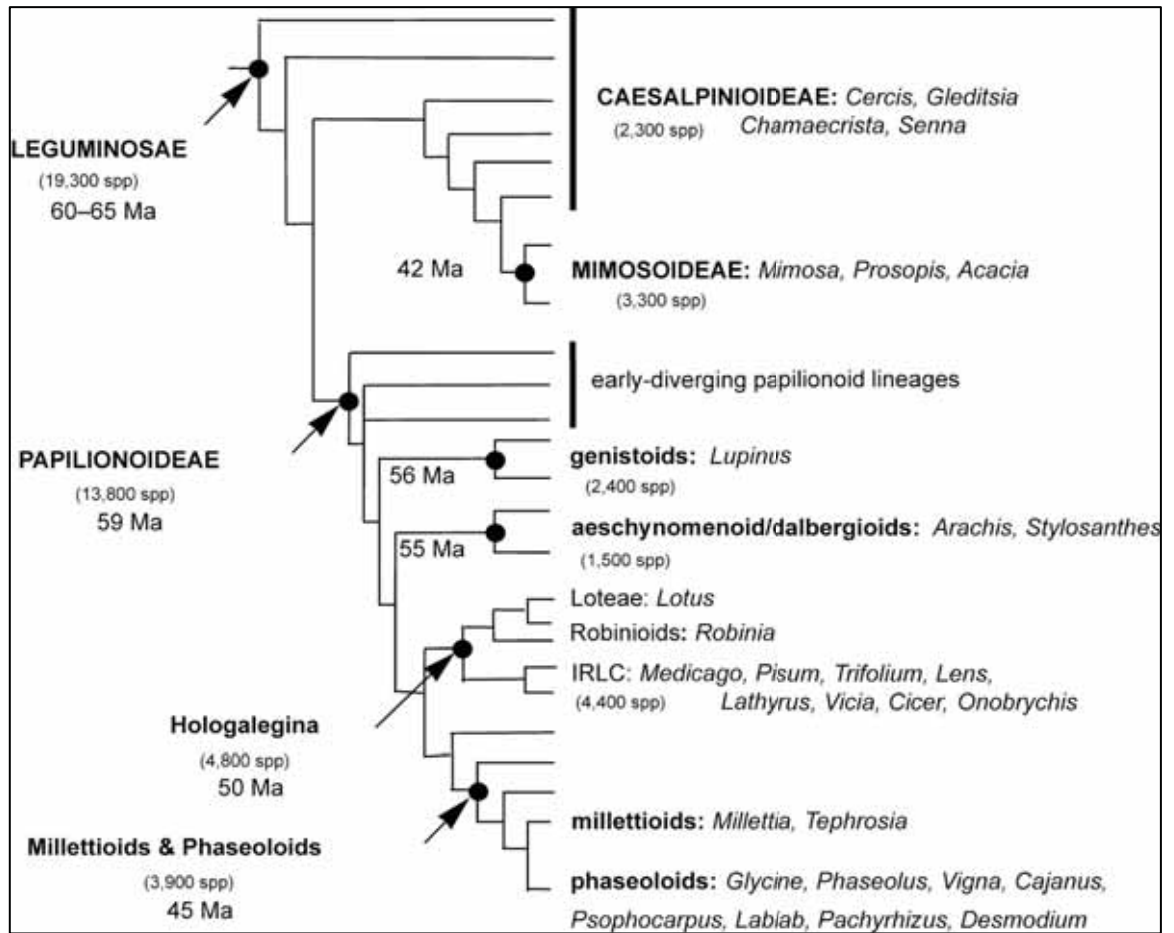 CAESALPINIOIDEAE: Cercis, Gleditsia
(2,300 spp) Chamaecrista, Senna
LEGUMINOSAE
(19,300 spp)
60–65 Ma
42 Ma
MIMOSOIDEAE: Mimosa, Prosopis, Acacia
(3,300 spp)
early-diverging papilionoid lineages
PAPILIONOIDEAE
(13,800 spp)
59 Ma
56 Ma
genistoids: Lupinus
(2,400 spp)
55 Ma
aeschynomenoid/dalbergioids: Arachis, Stylosanthes
(1,500 spp)
Loteae: Lotus
Robinioids: Robinia
IRLC: Medicago, Pisum, Trifolium, Lens,
(4,400 spp) Lathyrus, Vicia, Cicer, Onobrychis
Hologalegina
(4,800 spp)
50 Ma
millettioids: Millettia, Tephrosia
Millettioids & Phaseoloids
(3,900 spp)
45 Ma
phaseoloids: Glycine, Phaseolus, Vigna, Cajanus,
Psophocarpus, Lablab, Pachyrhizus, Desmodium